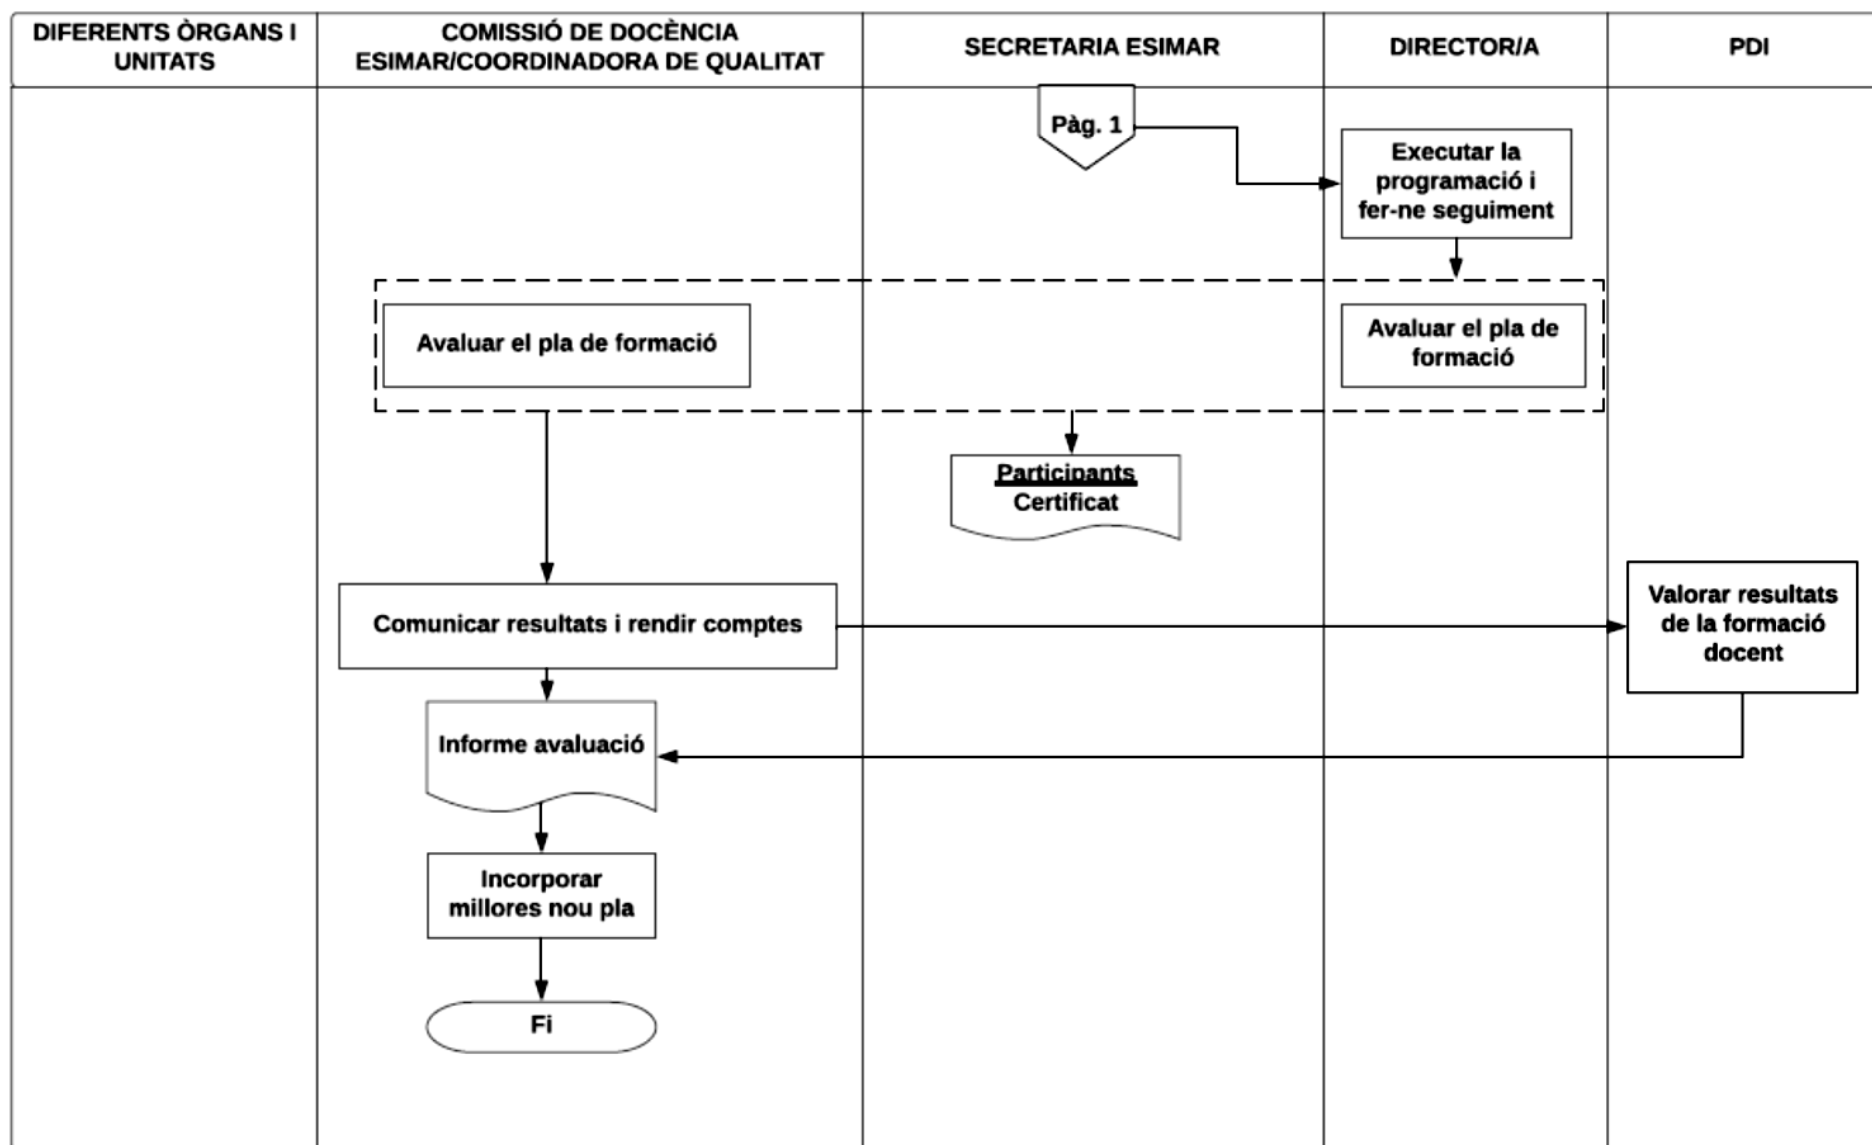 DIFERENTS ÒRGANS I
UNITATS
COMISSIÓ DE DOCÈNCIA
ESIMAR/COORDINADORA DE QUALITAT
SECRETARIA ESIMAR
DIRECTOR/A
PDI
Pàg. 1
Executar la
programació i
fer-ne seguiment
Avaluar el pla de formació
Avaluar el pla de
formació
Participants
Certificat
Comunicar resultats i rendir comptes
Valorar resultats
de la formació
docent
Informe avaluació
Incorporar
millores nou pla
Fi